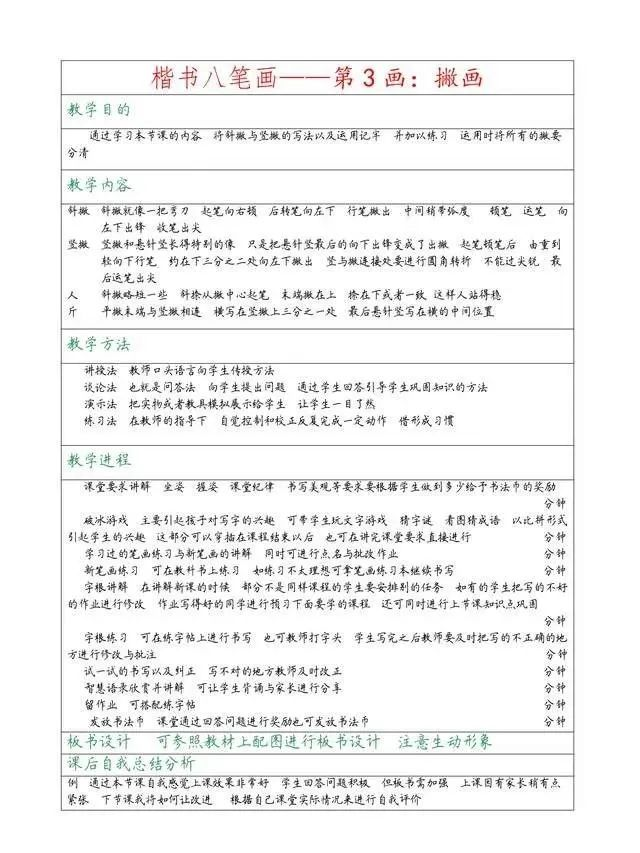 楷书八笔画——第3画：撇画
教学目的
通过学习本节课的内容 将斜撇与竖撇的写法以及运用记牢 并加以练习 运用时将所有的撇要
分清
教学内容
斜撇 斜撇就像一把弯刀 起笔向右顿 后转笔向左下 行笔撇出 中间稍带弧度 顿笔 运笔 向
左下出锋 收笔出尖
竖撇 竖撇和悬针竖长得特别的像 只是把悬针竖最后的向下出锋变成了出撇 起笔顿笔后 由重到
轻向下行笔 约在下三分之二处向左下撇出 竖与撇连接处要进行圆角转折 不能过尖锐 最
后运笔出尖
人 斜撇略短一些 斜捺从撇中心起笔 末端撇在上 捺在下或者一致 这样人站得稳
斤 平撇末端与竖撇相连 横写在竖撇上三分之一处 最后悬针竖写在横的中间位置
教学方法
讲授法 教师口头语言向学生传授方法
谈论法 也就是问答法 向学生提出问题 通过学生回答引导学生巩固知识的方法
演示法 把实物或者教具模拟展示给学生 让学生一目了然
练习法 在教师的指导下 自觉控制和校正反复完成一定动作 借形成习惯
教学进程
课堂要求讲解 坐姿 握姿 课堂纪律 书写美观等要求要根据学生做到多少给予书法币的奖励
分钟
破冰游戏 主要引起孩子对写字的兴趣 可带学生玩文字游戏 猜字谜 看图猜成语 以比拼形式
引起学生的兴趣 这部分可以穿插在课程结束以后 也可在讲完课堂要求直接进行 分钟
学习过的笔画练习与新笔画的讲解 同时可进行点名与批改作业 分钟
新笔画练习 可在教科书上练习 如练习不太理想可拿笔画练习本继续书写 分钟
字根讲解 在讲解新课的时候 部分不是同样课程的学生要安排别的任务 如有的学生把写的不好
的作业进行修改 作业写得好的同学进行预习下面要学的课程 还可同时进行上节课知识点巩固
分钟
字根练习 可在练字帖上进行书写 也可教师打字头 学生写完之后教师要及时把写的不正确的地
方进行修改与批注 分钟
试一试的书写以及纠正 写不对的地方教师及时改正 分钟
智慧语录欣赏并讲解 可让学生背诵与家长进行分享 分钟
留作业 可搭配练字帖 分钟
发放书法币 课堂通过回答问题进行奖励也可发放书法币 分钟
板书设计 可参照教材上配图进行板书设计 注意生动形象
课后自我总结分析
例 通过本节课自我感觉上课效果非常好 学生回答问题积极 但板书需加强 上课因有家长稍有点
紧张 下节课我将如何让改进 根据自己课堂实际情况来进行自我评价